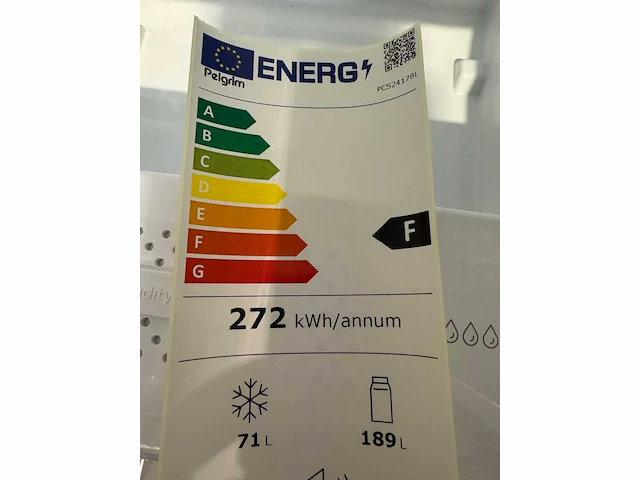 ENERG
Pelgrim
PCS24178L
A
B
C
D
E
F
F
G
272 kWh/annum
71 L
189 L